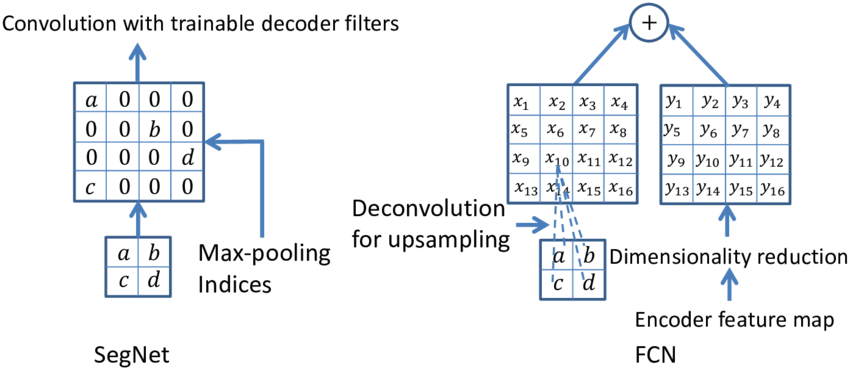 Convolution with trainable decoder filters
a 0 0 0
0 0 b 0
0 0 0 d
c 0 0 0
a b
c d
Max-pooling
Indices
SegNet
+
x₁ x₂ x₃ x₄
x₅ x₆ x₇ x₈
x₉ x₁₀ x₁₁ x₁₂
x₁₃ x₁₄ x₁₅ x₁₆
y₁ y₂ y₃ y₄
y₅ y₆ y₇ y₈
y₉ y₁₀ y₁₁ y₁₂
y₁₃ y₁₄ y₁₅ y₁₆
Deconvolution
for upsampling
a b
c d
Dimensionality reduction
Encoder feature map
FCN